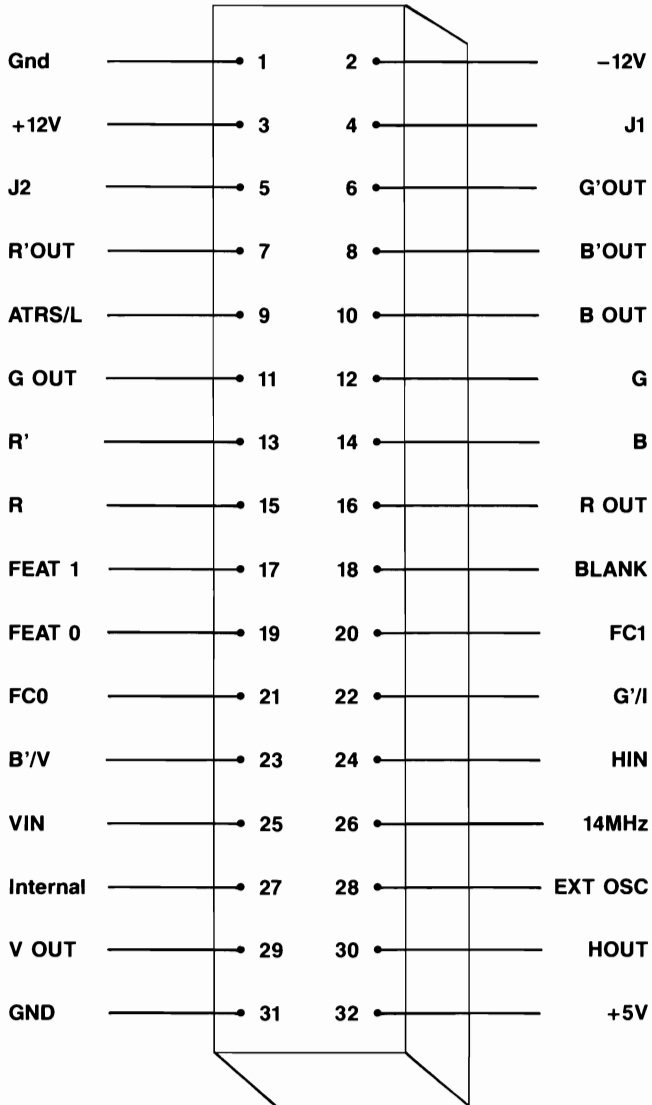 Gnd 1 2 −12V
+12V 3 4 J1
J2 5 6 G'OUT
R'OUT 7 8 B'OUT
ATRS/L 9 10 B OUT
G OUT 11 12 G
R' 13 14 B
R 15 16 R OUT
FEAT 1 17 18 BLANK
FEAT 0 19 20 FC1
FC0 21 22 G'/I
B'/V 23 24 HIN
VIN 25 26 14MHz
Internal 27 28 EXT OSC
V OUT 29 30 HOUT
GND 31 32 +5V